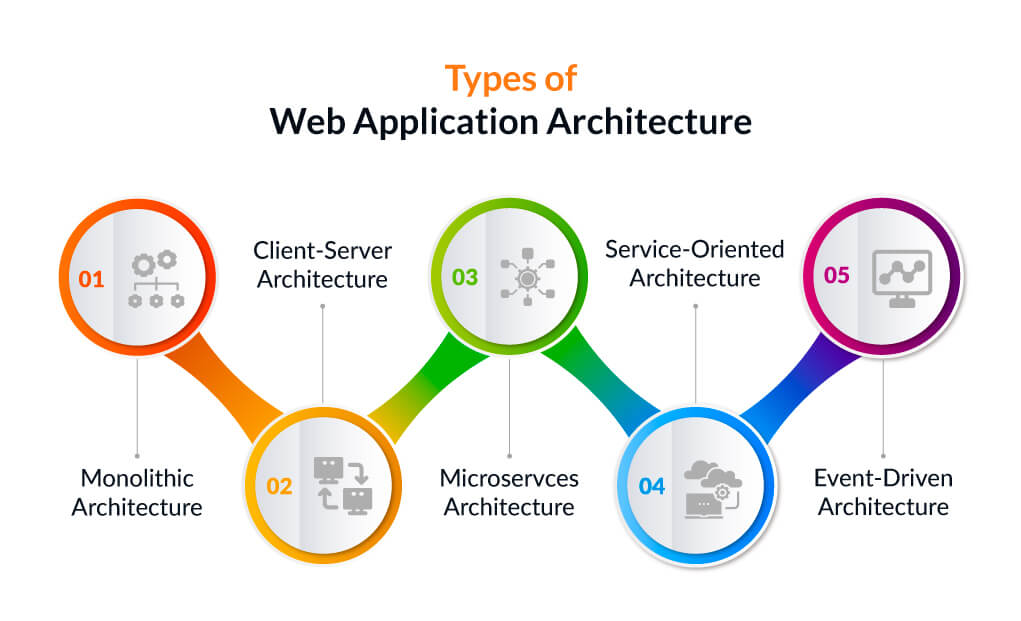 Types of
Web Application Architecture
01
Monolithic
Architecture
02
Client-Server
Architecture
03
Microservces
Architecture
04
Service-Oriented
Architecture
05
Event-Driven
Architecture